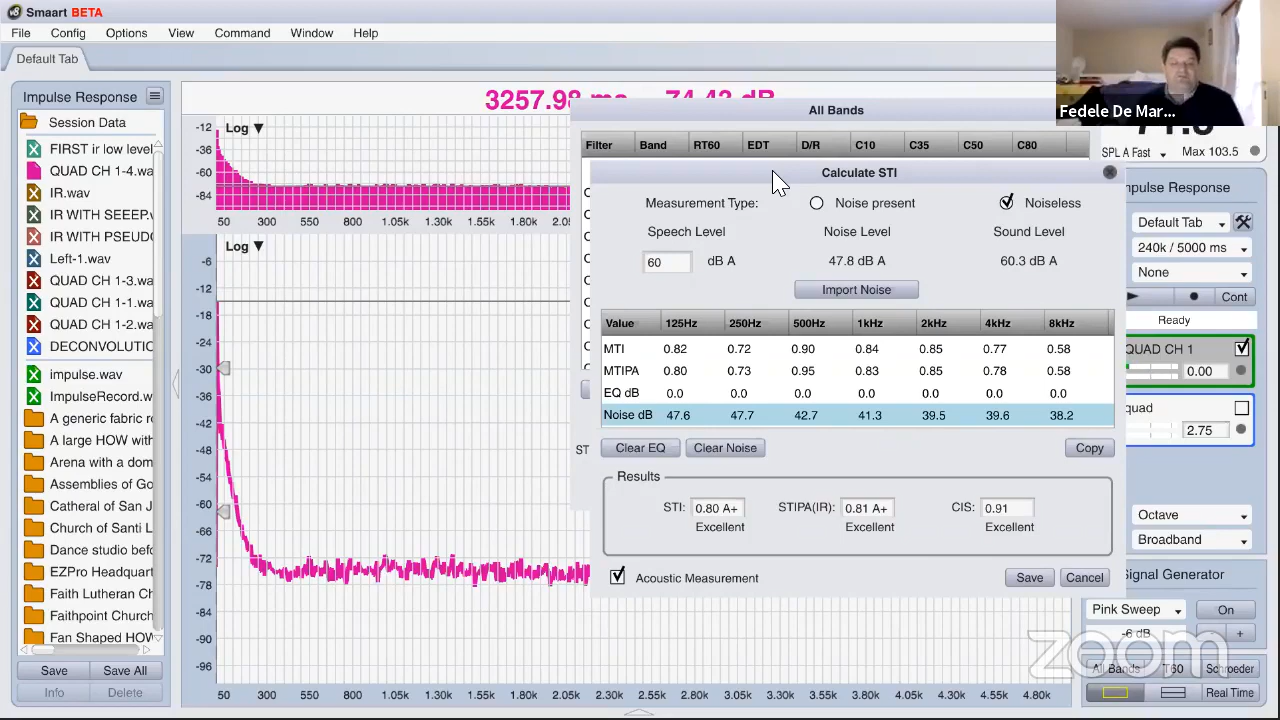 Smaart BETA
File Config Options View Command Window Help
Default Tab
Impulse Response
Session Data
FIRST ir low level
QUAD CH 1-4.wa
IR.wav
IR WITH SEEEP.w
IR WITH PSEUDO
Left-1.wav
QUAD CH 1-3.wa
QUAD CH 1-1.wa
QUAD CH 1-2.wa
DECONVOLUTIO
impulse.wav
ImpulseRecord.w
A generic fabric re
A large HOW with
Arena with a dom
Assemblies of Go
Catheral of San J
Church of Santi L
Dance studio befo
EZPro Headquart
Faith Lutheran Ch
Faithpoint Church
Fan Shaped HOW
Save Save All
Info Delete
3257.98 ms 74.42 dB
Log ▼
-12
-36
-60
-84
50 300 550 800 1.05k 1.30k 1.55k 1.80k 2.05k
Log ▼
-6
-12
-18
-24
-30
-36
-42
-48
-54
-60
-66
-72
-78
-84
-90
-96
50 300 550 800 1.05k 1.30k 1.55k 1.80k 2.05k 2.30k 2.55k 2.80k 3.05k 3.30k 3.55k 3.80k 4.05k 4.30k 4.55k 4.80k
All Bands
Filter Band RT60 EDT D/R C10 C35 C50 C80
ST
Calculate STI
Measurement Type: Noise present Noiseless
Speech Level Noise Level Sound Level
60 dB A 47.8 dB A 60.3 dB A
Import Noise
Value 125Hz 250Hz 500Hz 1kHz 2kHz 4kHz 8kHz
MTI 0.82 0.72 0.90 0.84 0.85 0.77 0.58
MTIPA 0.80 0.73 0.95 0.83 0.85 0.78 0.58
EQ dB 0.0 0.0 0.0 0.0 0.0 0.0 0.0
Noise dB 47.6 47.7 42.7 41.3 39.5 39.6 38.2
Clear EQ Clear Noise Copy
Results
STI: 0.80 A+ STIPA(IR): 0.81 A+ CIS: 0.91
Excellent Excellent Excellent
Acoustic Measurement Save Cancel
Fedele De Mar...
SPL A Fast Max 103.5
mpulse Response
Default Tab
240k / 5000 ms
None
Cont
Ready
QUAD CH 1
0.00
quad
2.75
Octave
Broadband
Signal Generator
Pink Sweep On
-6 dB +
All Bands T60 Schroeder
Real Time
zoom